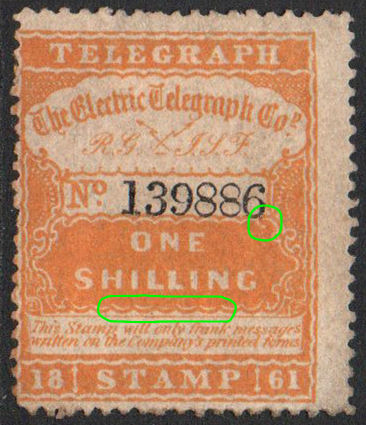 TELEGRAPH
The Electric Telegraph Coy.
Nº 139886
ONE
SHILLING
This Stamp will only frank messages
written on the Company's printed Forms
18 STAMP 61